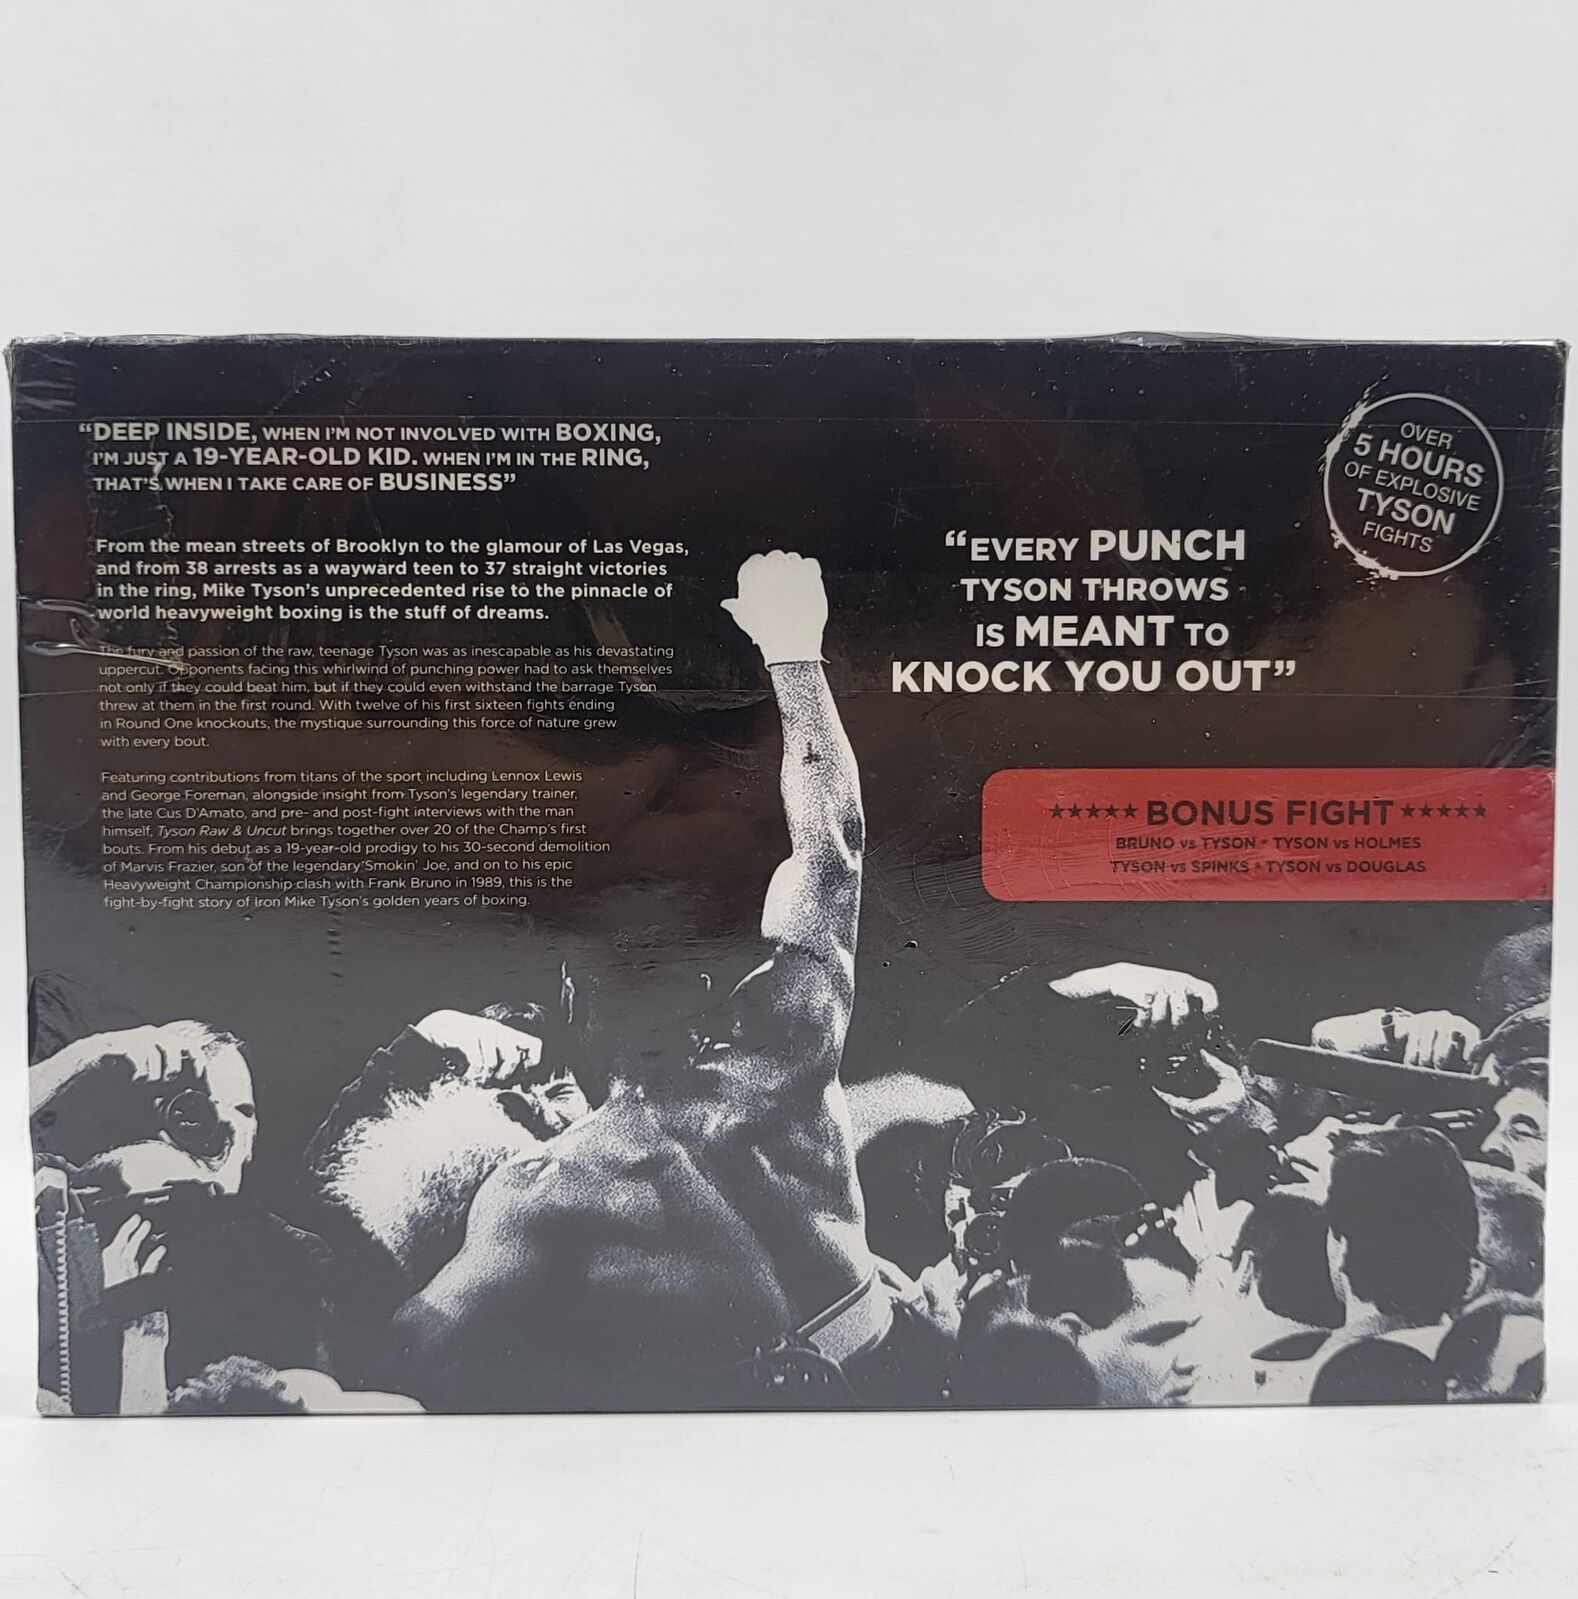 “DEEP INSIDE, WHEN I'M NOT INVOLVED WITH BOXING,
I'M JUST A 19-YEAR-OLD KID. WHEN I'M IN THE RING,
THAT'S WHEN I TAKE CARE OF BUSINESS”
From the mean streets of Brooklyn to the glamour of Las Vegas,
and from 38 arrests as a wayward teen to 37 straight victories
in the ring, Mike Tyson's unprecedented rise to the pinnacle of
world heavyweight boxing is the stuff of dreams.
The fury and passion of the raw, teenage Tyson was as inescapable as his devastating
uppercut. Opponents facing this whirlwind of punching power had to ask themselves
not only if they could beat him, but if they could even withstand the barrage Tyson
threw at them in the first round. With twelve of his first sixteen fights ending
in Round One knockouts, the mystique surrounding this force of nature grew
with every bout.
Featuring contributions from titans of the sport including Lennox Lewis
and George Foreman, alongside insight from Tyson's legendary trainer,
the late Cus D'Amato, and pre- and post-fight interviews with the man
himself, Tyson Raw & Uncut brings together over 20 of the Champ's first
bouts. From his debut as a 19-year-old prodigy to his 30-second demolition
of Marvis Frazier, son of the legendary 'Smokin' Joe, and on to his epic
Heavyweight Championship clash with Frank Bruno in 1989, this is the
fight-by-fight story of Iron Mike Tyson's golden years of boxing.
OVER
5 HOURS
OF EXPLOSIVE
TYSON
FIGHTS
“EVERY PUNCH
TYSON THROWS
IS MEANT TO
KNOCK YOU OUT”
★★★★★ BONUS FIGHT ★★★★★
BRUNO VS TYSON * TYSON VS HOLMES
TYSON VS SPINKS * TYSON VS DOUGLAS